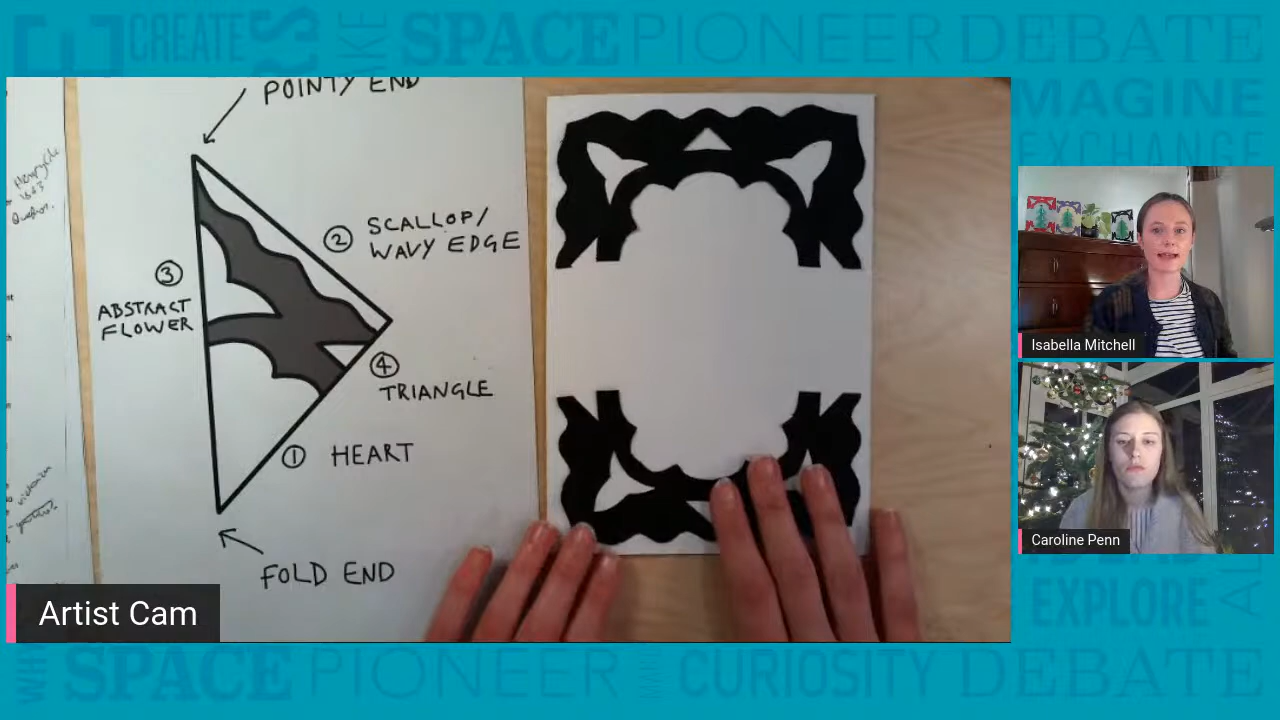 CREATE
SPACE PIONEER DEBATE
IMAGINE
EXCHANGE
POINTY END
② SCALLOP/
WAVY EDGE
③
ABSTRACT
FLOWER
④
TRIANGLE
① HEART
FOLD END
Artist Cam
Isabella Mitchell
Caroline Penn
EXPLORE
SPACE PIONEER CURIOSITY DEBATE